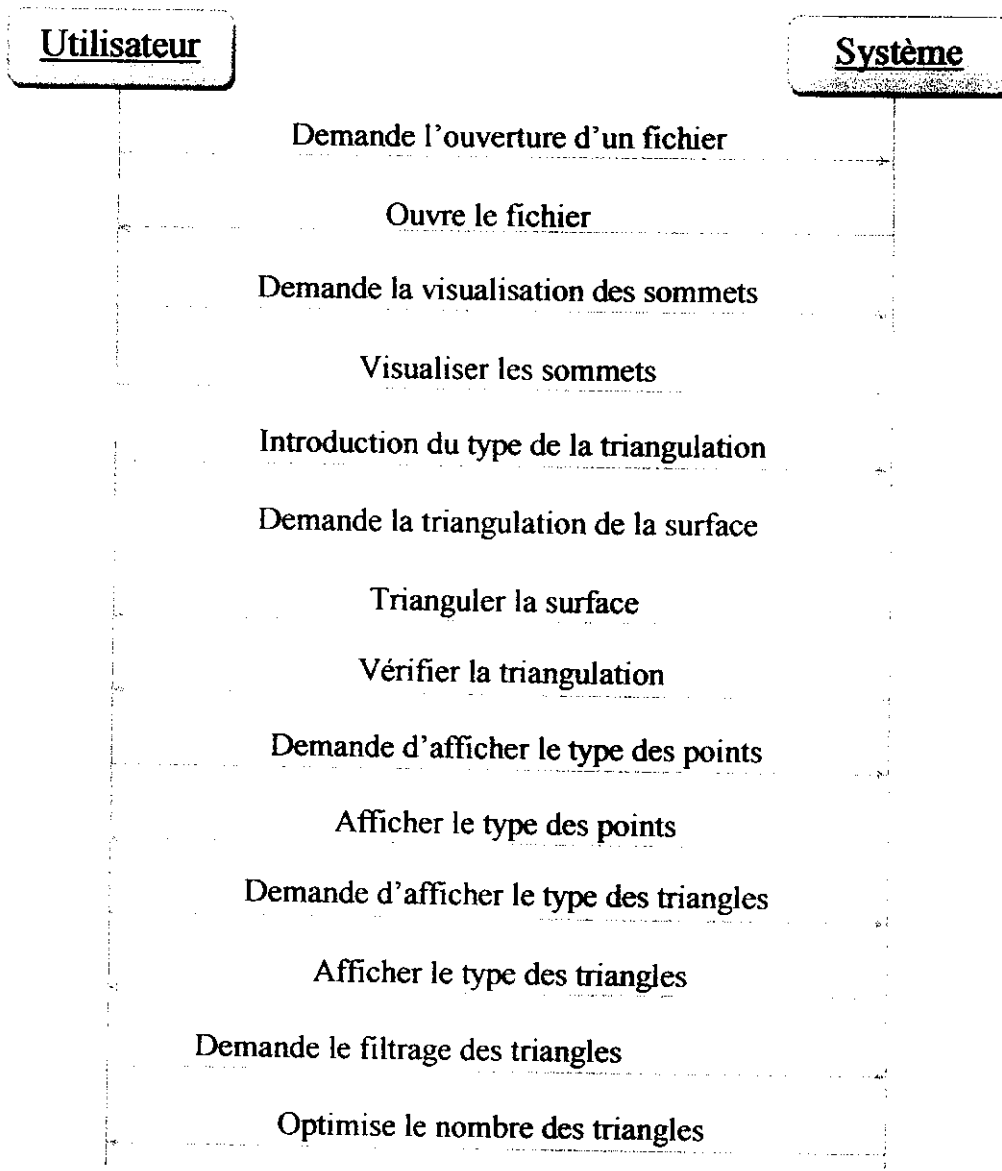 Utilisateur
Système
Demande l'ouverture d'un fichier
Ouvre le fichier
Demande la visualisation des sommets
Visualiser les sommets
Introduction du type de la triangulation
Demande la triangulation de la surface
Trianguler la surface
Vérifier la triangulation
Demande d'afficher le type des points
Afficher le type des points
Demande d'afficher le type des triangles
Afficher le type des triangles
Demande le filtrage des triangles
Optimise le nombre des triangles